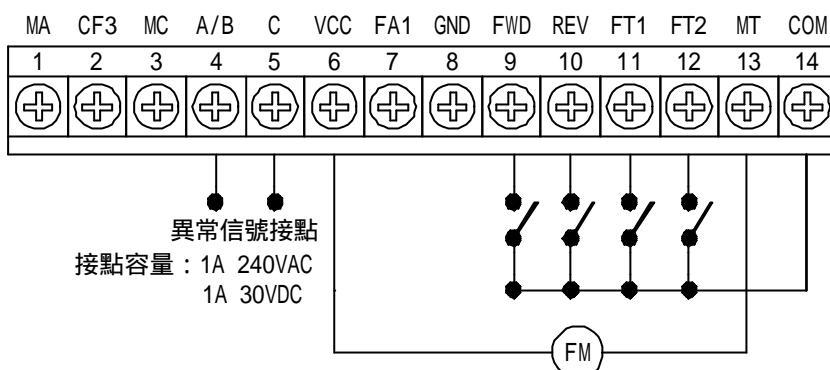 MA CF3 MC A/B C VCC FA1 GND FWD REV FT1 FT2 MT COM
1 2 3 4 5 6 7 8 9 10 11 12 13 14
異常信號接點
接點容量：1A 240VAC
1A 30VDC
FM